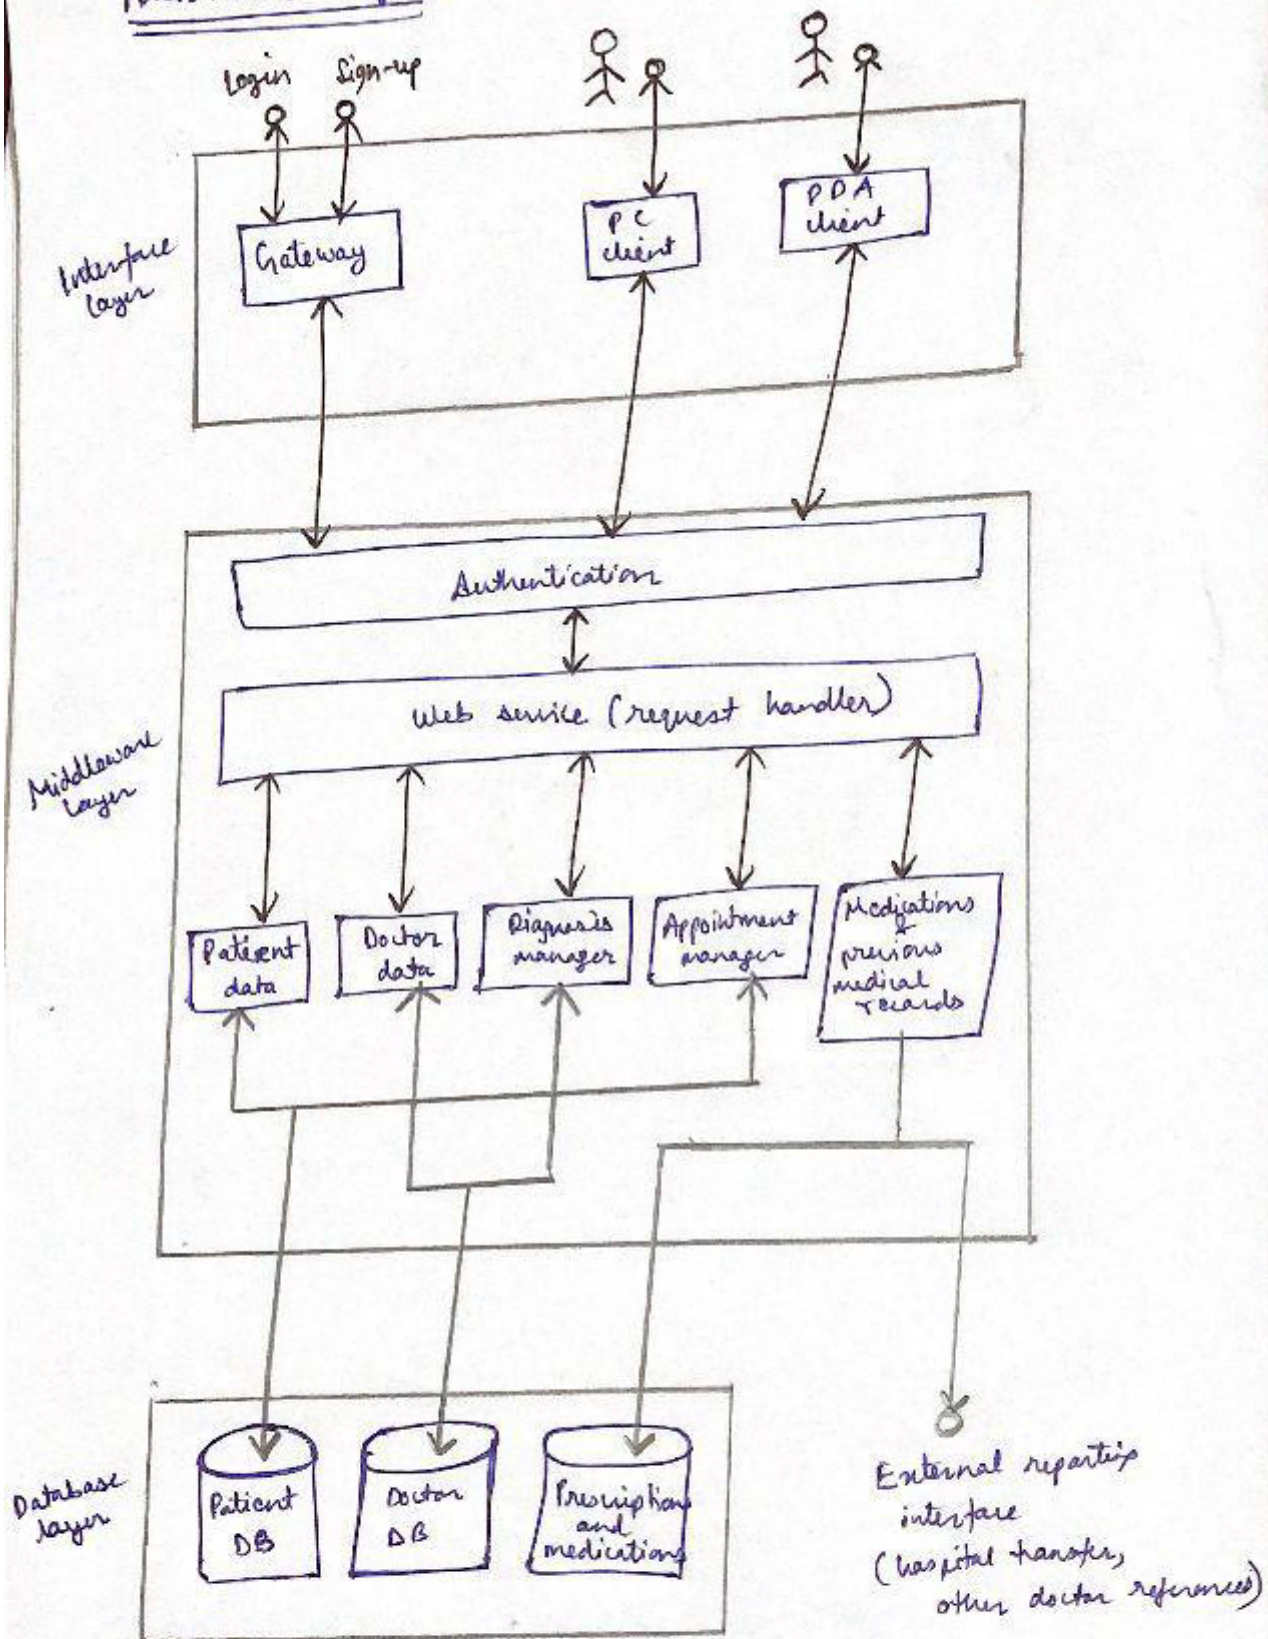 Login Sign-up
Interface
layer
Gateway
PC
client
PDA
client
Middleware
layer
Authentication
Web service (request handler)
Patient
data
Doctor
data
Diagnosis
manager
Appointment
manager
Medications
&
previous
medical
records
Database
layer
Patient
DB
Doctor
DB
Prescriptions
and
medications
External reporting
interface
(hospital transfer,
other doctor references)